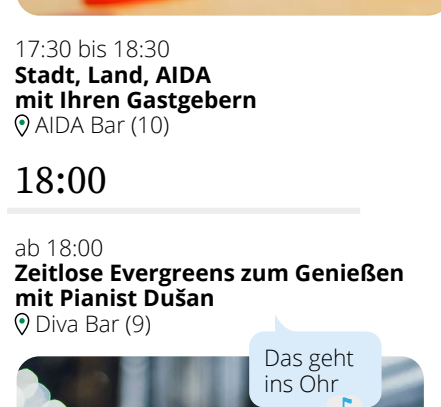 17:30 bis 18:30
Stadt, Land, AIDA
mit Ihren Gastgebern
AIDA Bar (10)
18:00
ab 18:00
Zeitlose Evergreens zum Genießen
mit Pianist Dušan
Diva Bar (9)
Das geht
ins Ohr